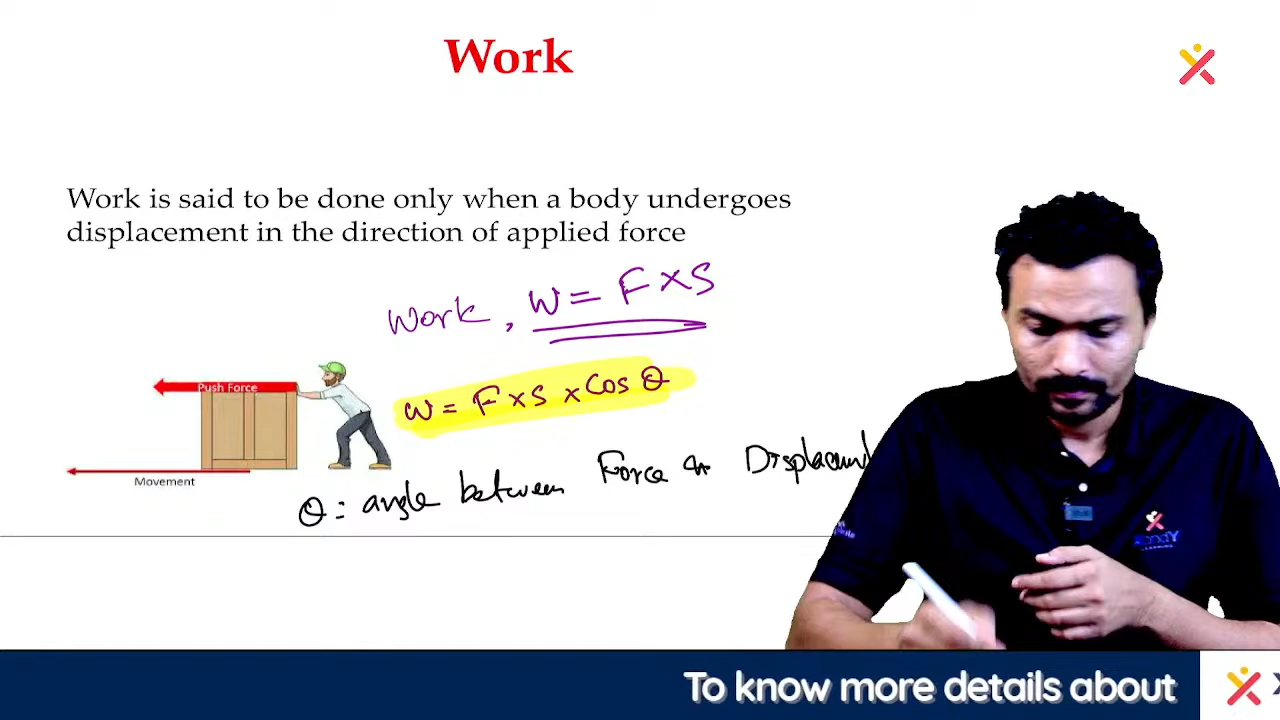 Work
Work is said to be done only when a body undergoes
displacement in the direction of applied force
Work, W = F × S
Push Force
W = F × S × Cos θ
Movement
θ = angle between Force & Displacement
To know more details about